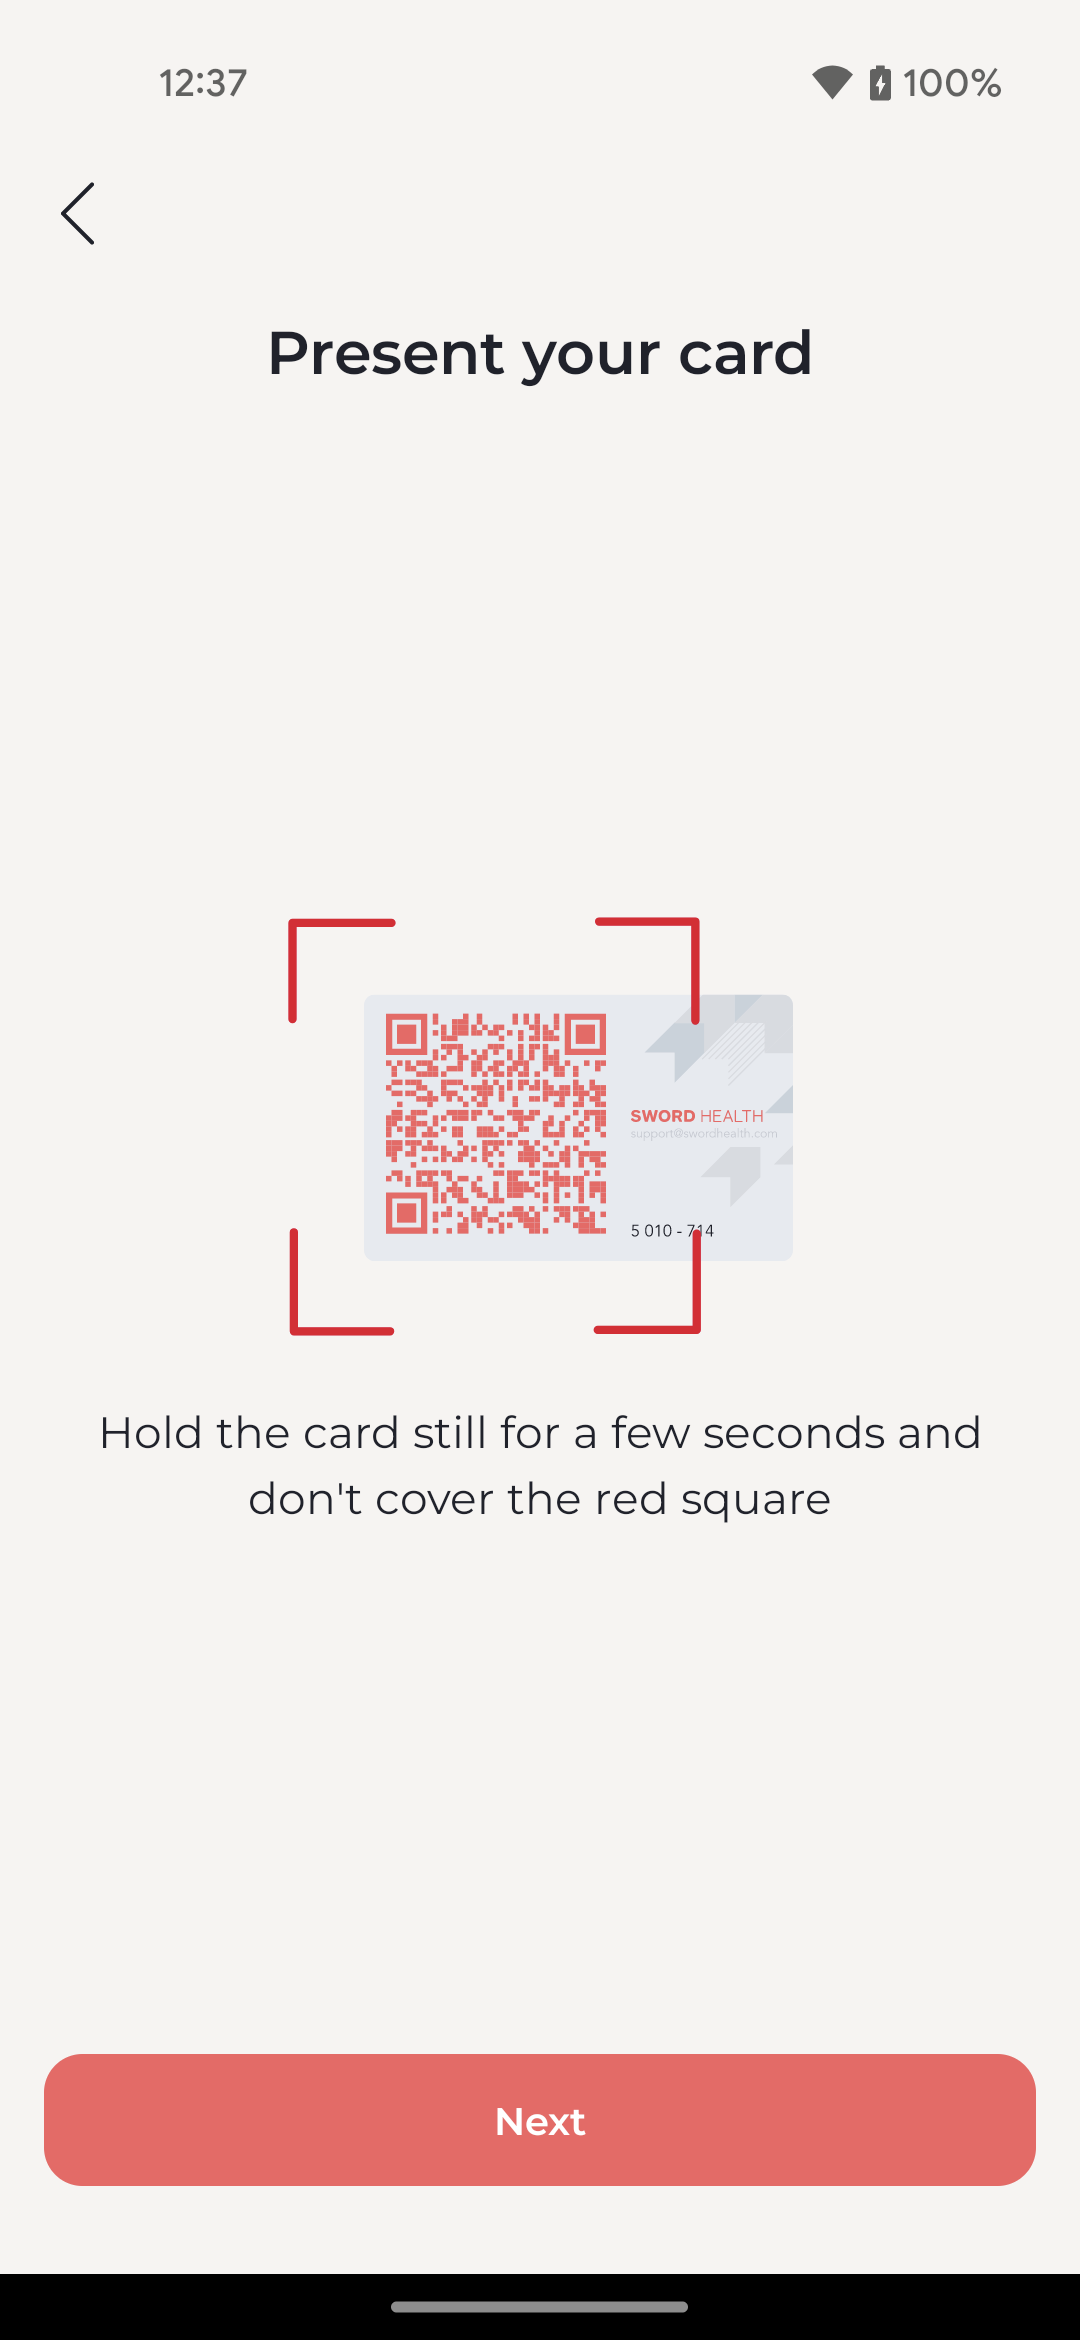 12:37
100%
Present your card
SWORD HEALTH
support@swordhealth.com
5 010 - 714
Hold the card still for a few seconds and
don't cover the red square
Next